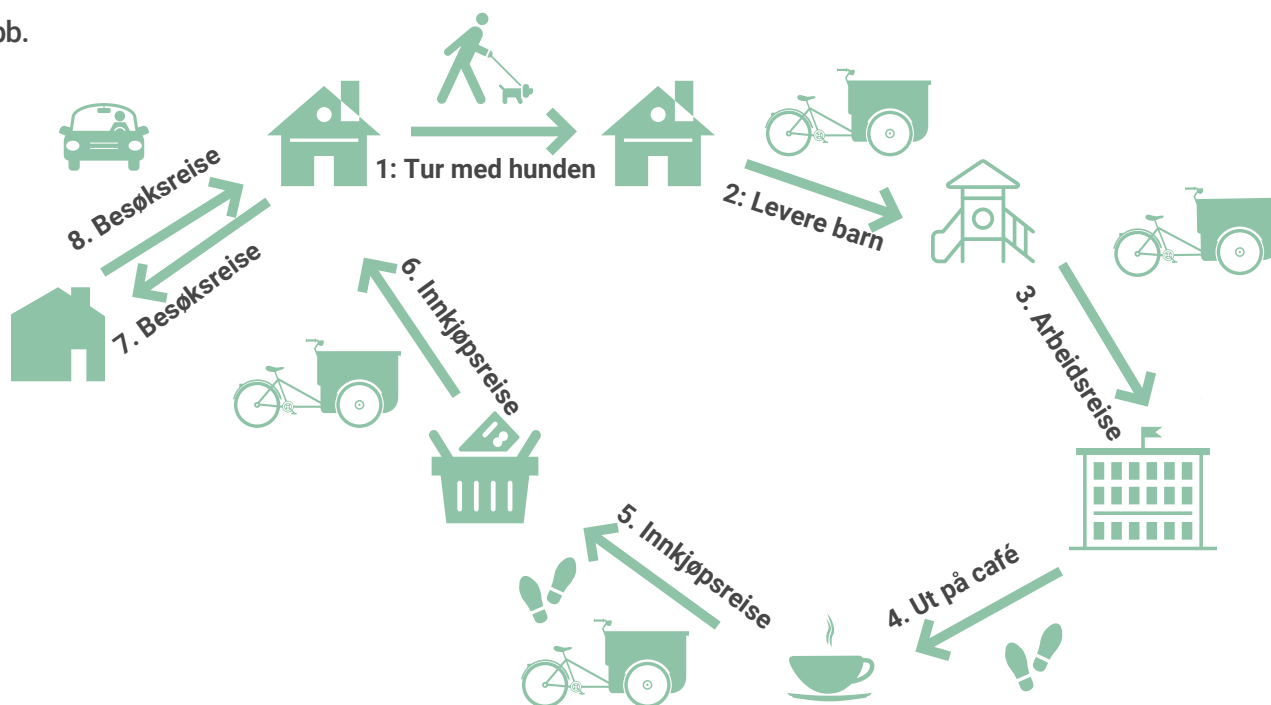 1: Tur med hunden
2: Levere barn
3. Arbeidsreise
4. Ut på café
5. Innkjøpsreise
6. Innkjøpsreise
7. Besøksreise
8. Besøksreise